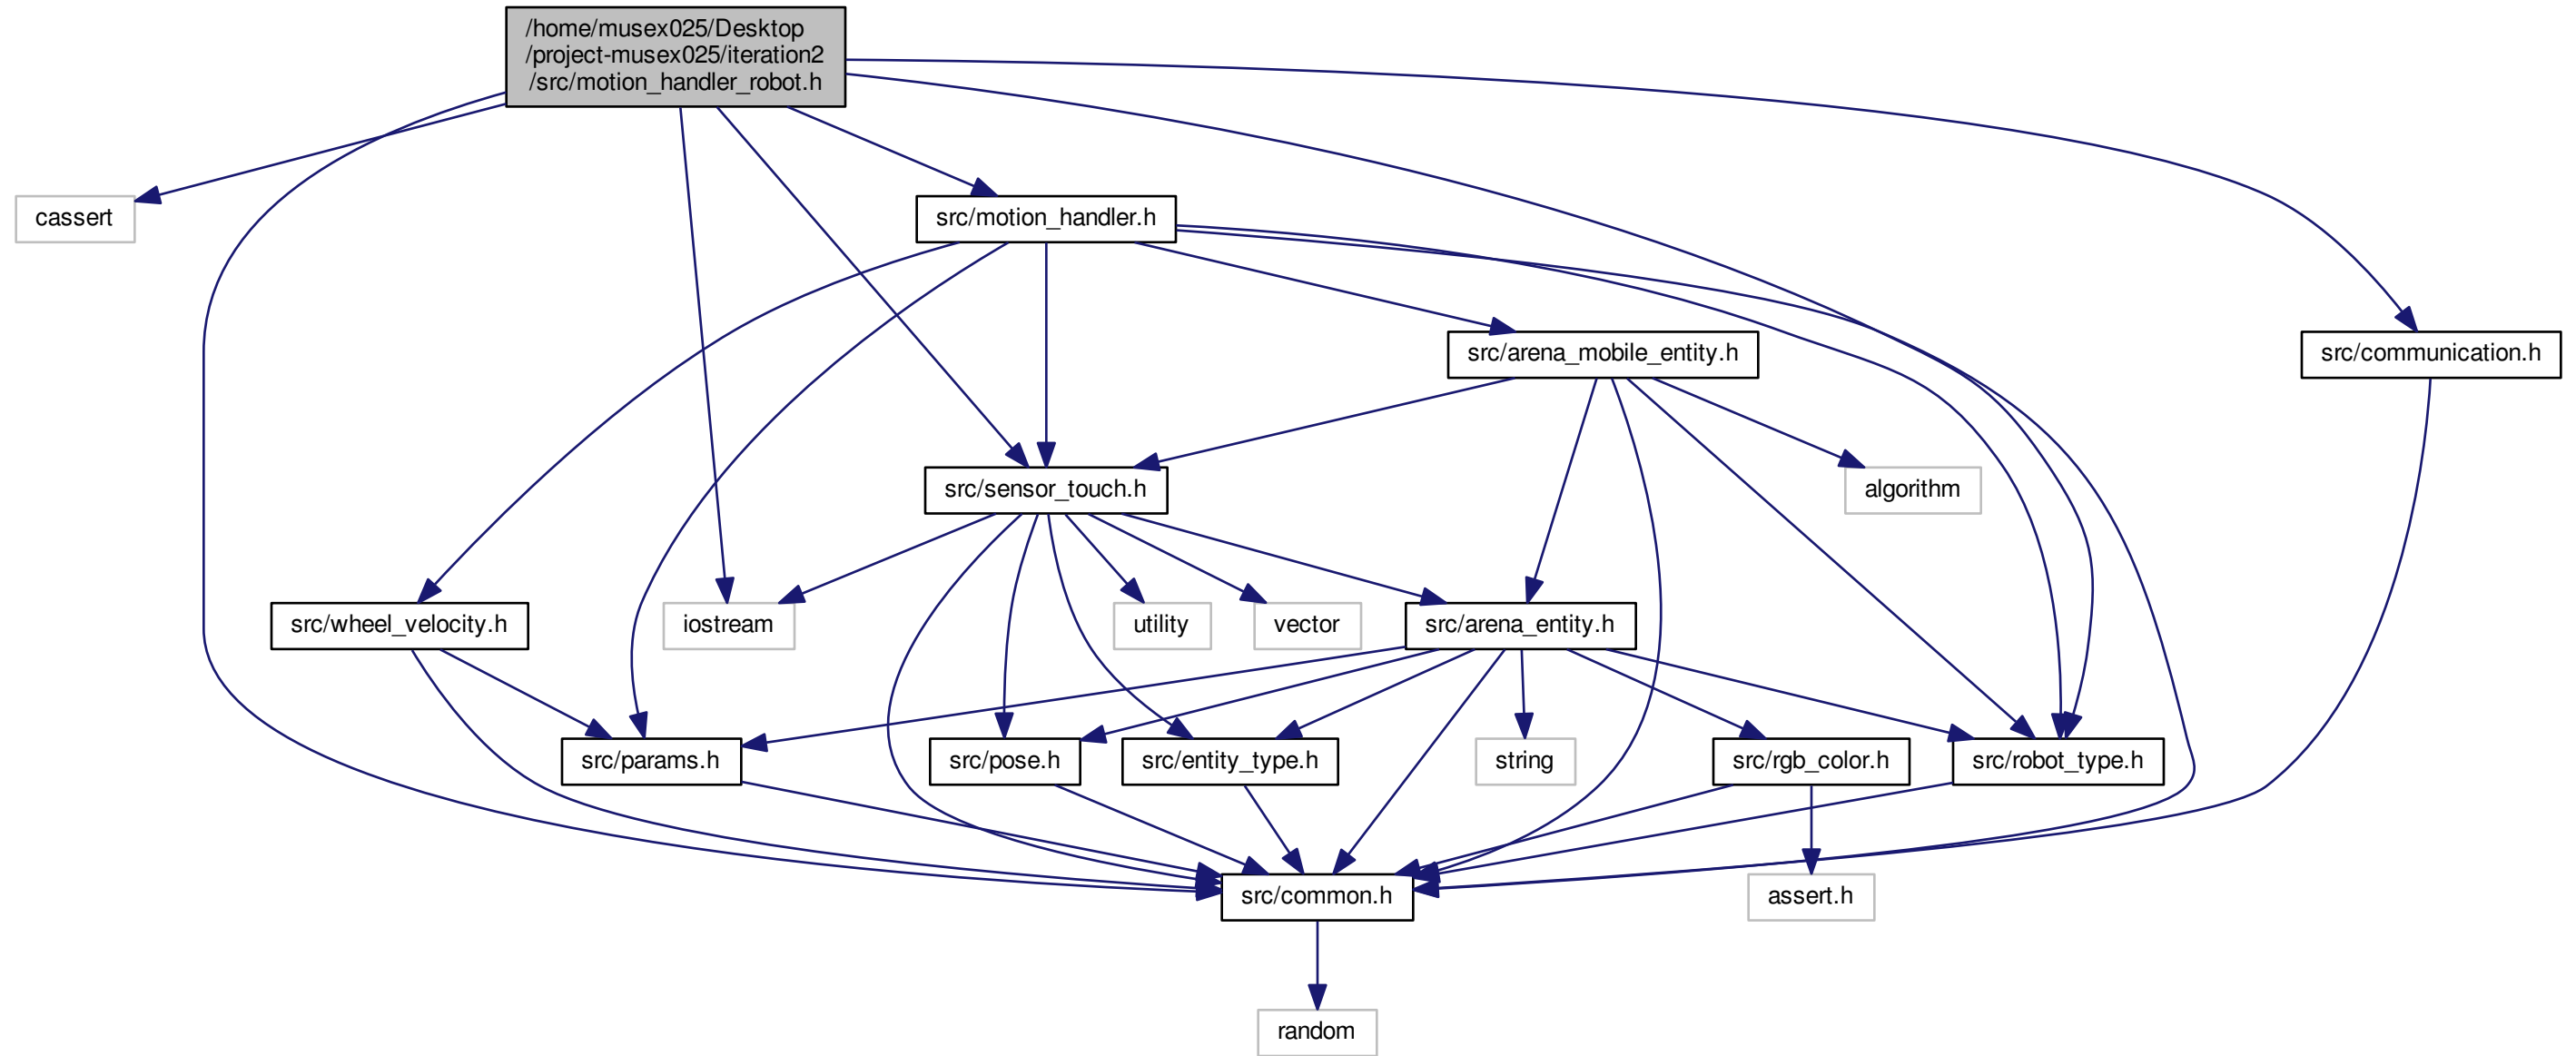 /home/musex025/Desktop
/project-musex025/iteration2
/src/motion_handler_robot.h
cassert
src/motion_handler.h
src/arena_mobile_entity.h
src/communication.h
src/sensor_touch.h
algorithm
src/wheel_velocity.h
iostream
utility
vector
src/arena_entity.h
src/params.h
src/pose.h
src/entity_type.h
string
src/rgb_color.h
src/robot_type.h
src/common.h
assert.h
random